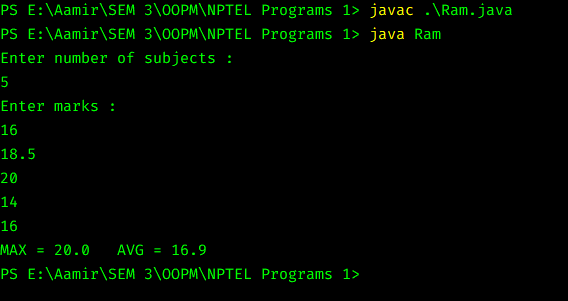 PS E:\Aamir\SEM 3\OOPM\NPTEL Programs 1> javac .\Ram.java
PS E:\Aamir\SEM 3\OOPM\NPTEL Programs 1> java Ram
Enter number of subjects :
5
Enter marks :
16
18.5
20
14
16
MAX = 20.0   AVG = 16.9
PS E:\Aamir\SEM 3\OOPM\NPTEL Programs 1>